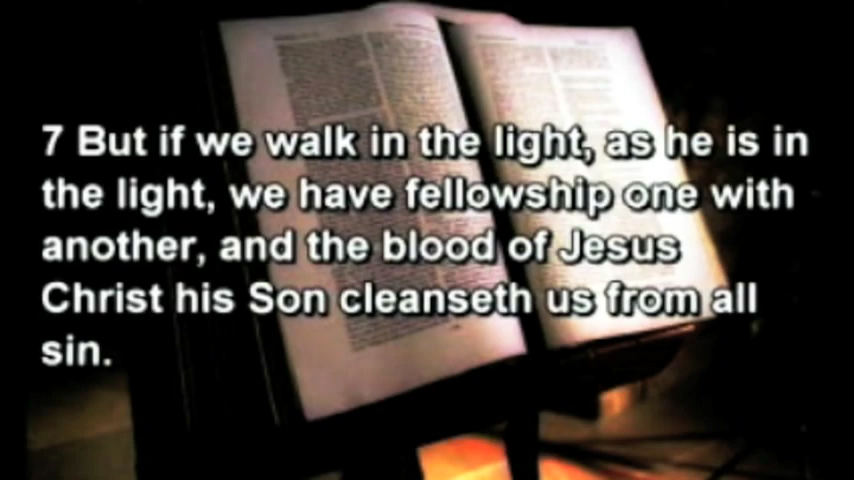 7 But if we walk in the light, as he is in
the light, we have fellowship one with
another, and the blood of Jesus
Christ his Son cleanseth us from all
sin.